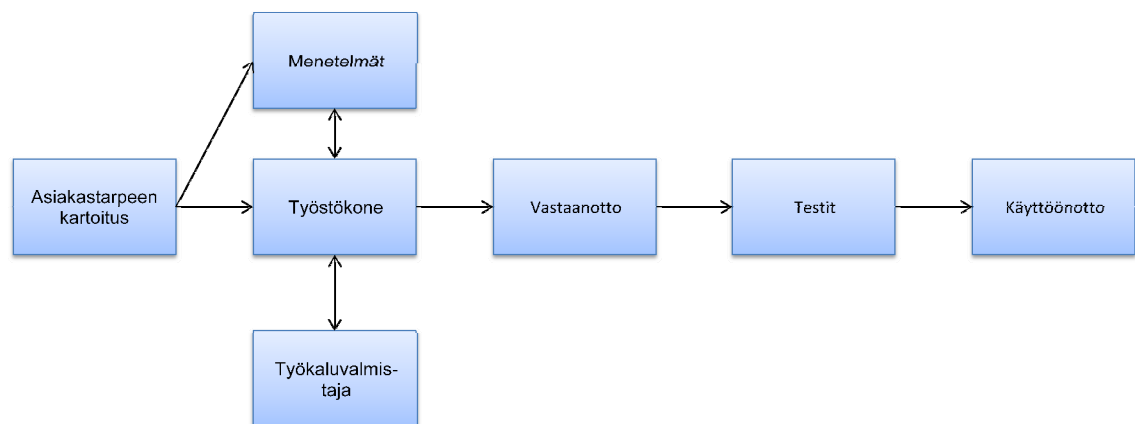 Menetelmät
Asiakastarpeen
kartoitus
Työstökone
Vastaanotto
Testit
Käyttöönotto
Työkaluvalmis-
taja